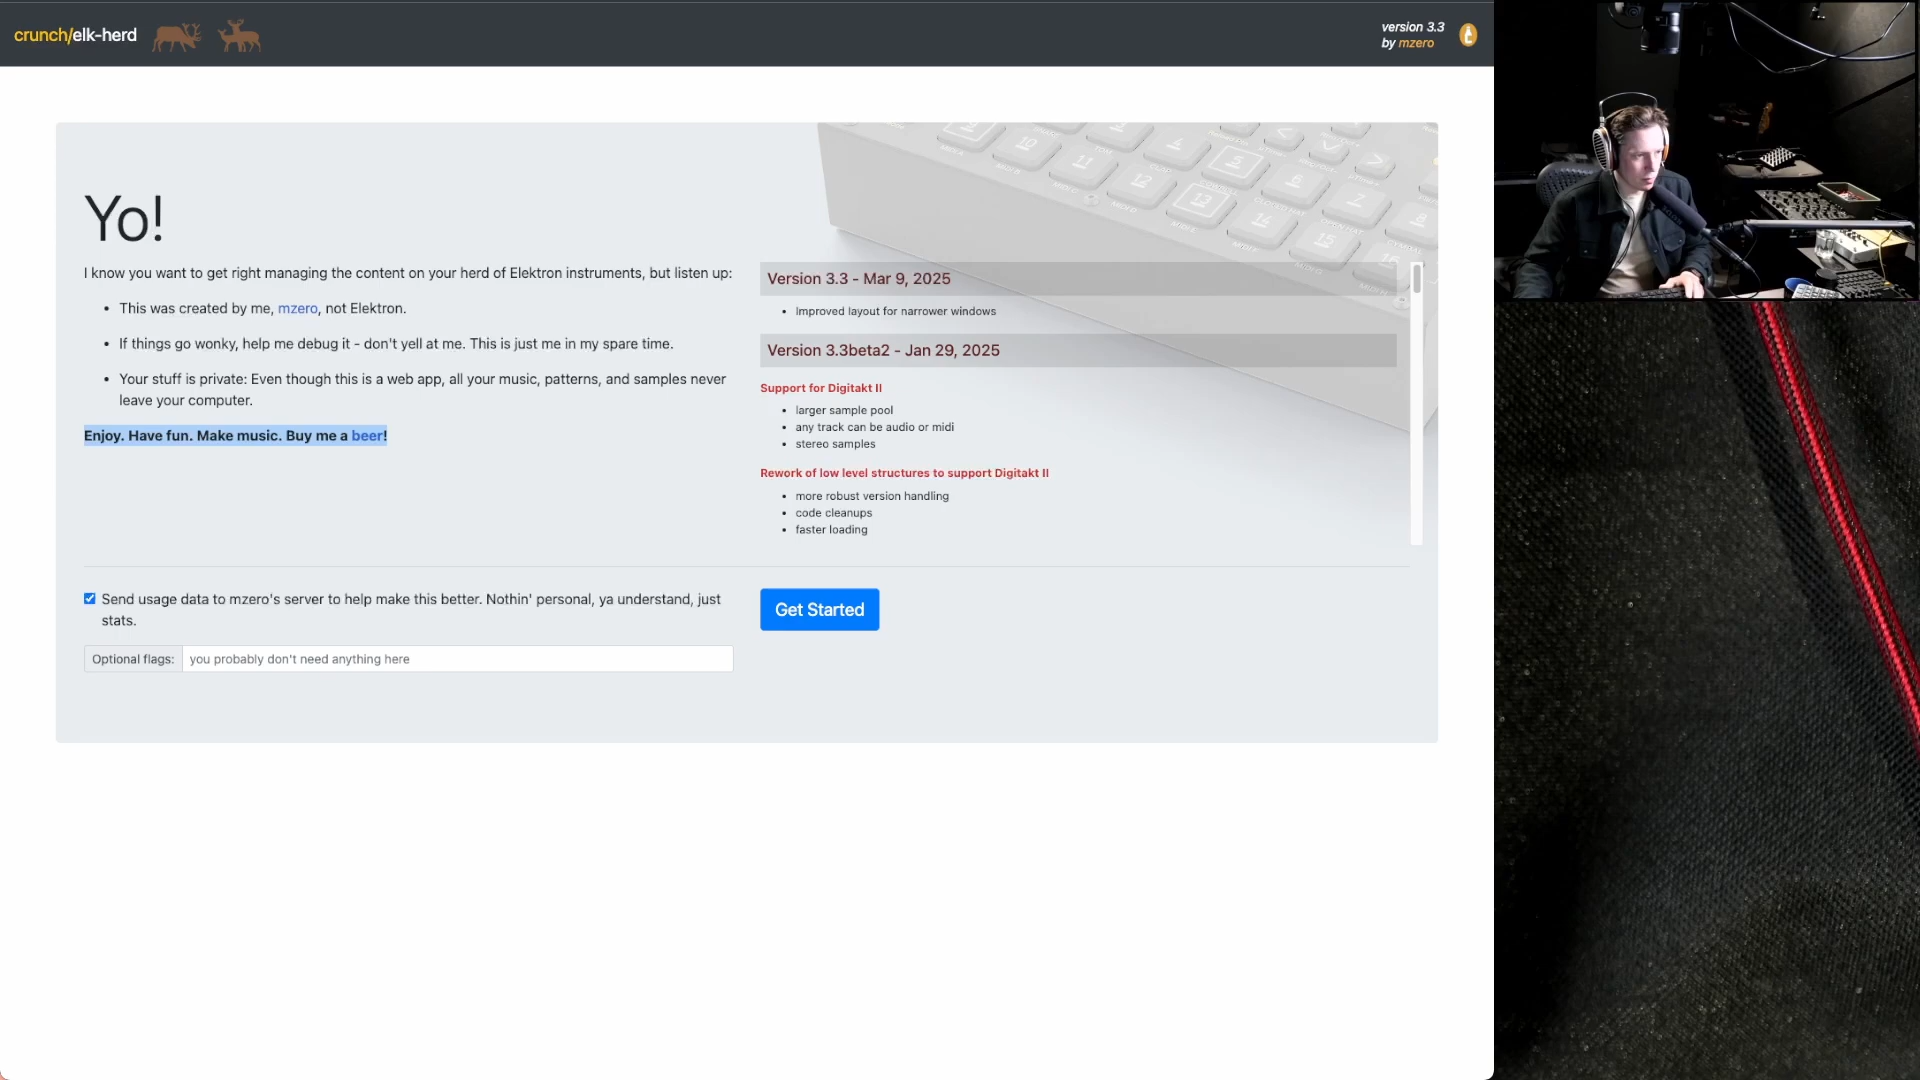 crunch/elk-herd
version 3.3
by mzero
Yo!
I know you want to get right managing the content on your herd of Elektron instruments, but listen up:
This was created by me, mzero, not Elektron.
If things go wonky, help me debug it - don't yell at me. This is just me in my spare time.
Your stuff is private: Even though this is a web app, all your music, patterns, and samples never
leave your computer.
Enjoy. Have fun. Make music. Buy me a beer!
Version 3.3 - Mar 9, 2025
Improved layout for narrower windows
Version 3.3beta2 - Jan 29, 2025
Support for Digitakt II
larger sample pool
any track can be audio or midi
stereo samples
Rework of low level structures to support Digitakt II
more robust version handling
code cleanups
faster loading
Send usage data to mzero's server to help make this better. Nothin' personal, ya understand, just
stats.
Optional flags: you probably don't need anything here
Get Started